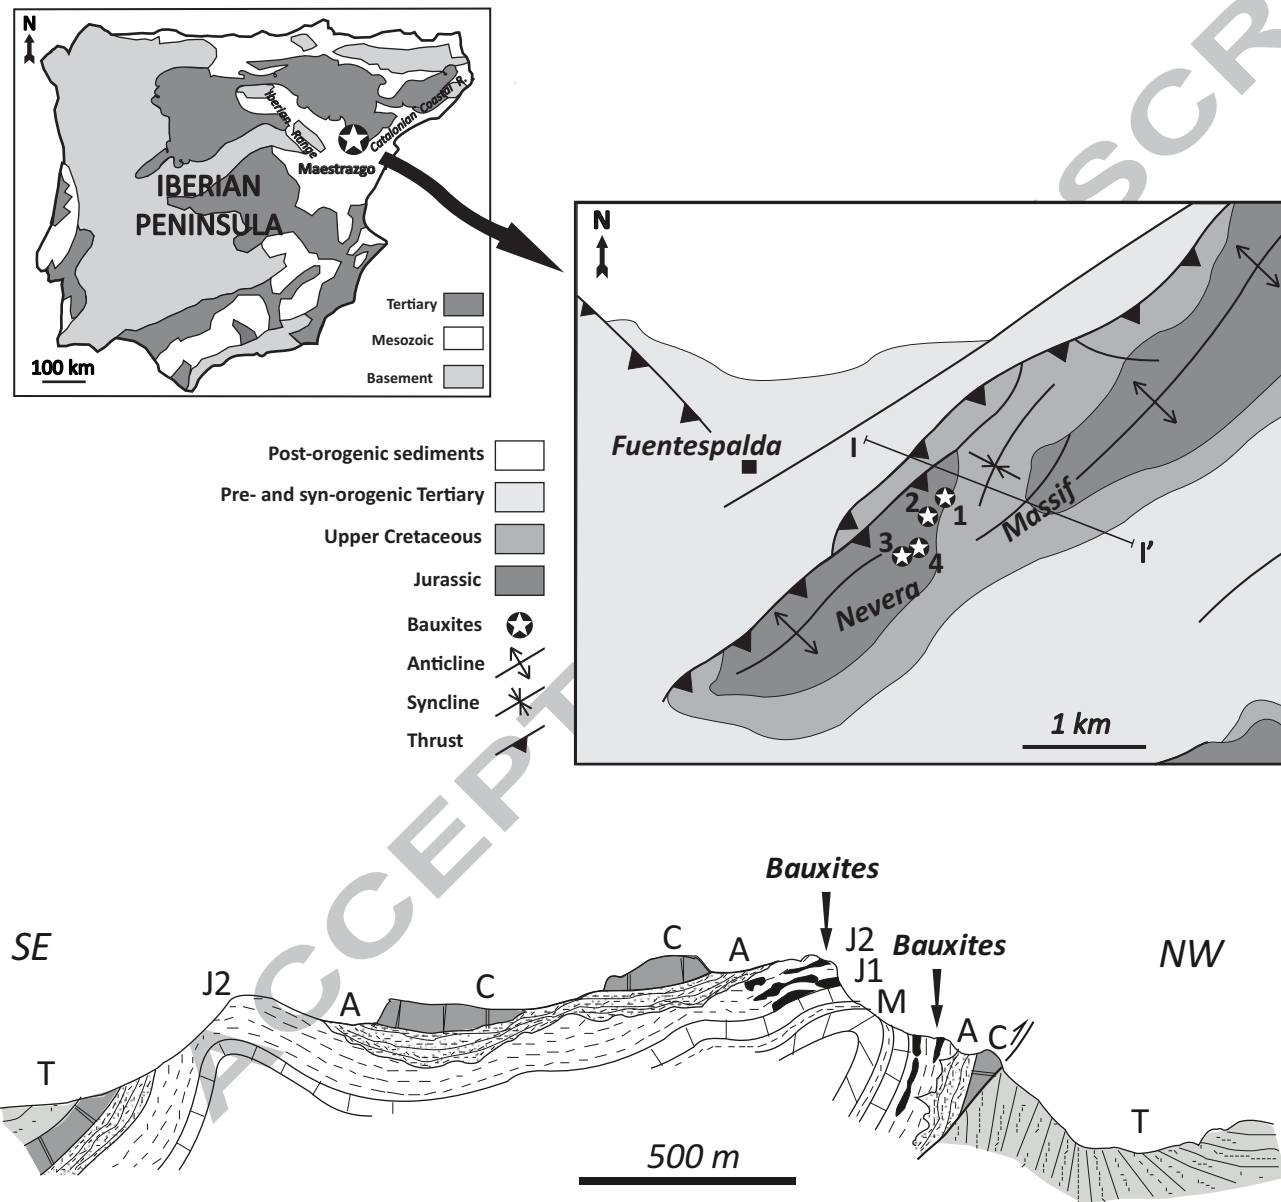 N
Iberian
Range
Catalonian Coastal R.
Maestrazgo
IBERIAN
PENINSULA
Tertiary
Mesozoic
Basement
100 km
Post-orogenic sediments
Pre- and syn-orogenic Tertiary
Upper Cretaceous
Jurassic
Bauxites
Anticline
Syncline
Thrust
N
Fuentespalda
I
2
1
3
4
I'
Nevera
Massif
1 km
ACCEPT
SCR
Bauxites
SE
C
A
J2
Bauxites
NW
J1
J2
A
C
M
A
C
T
T
500 m